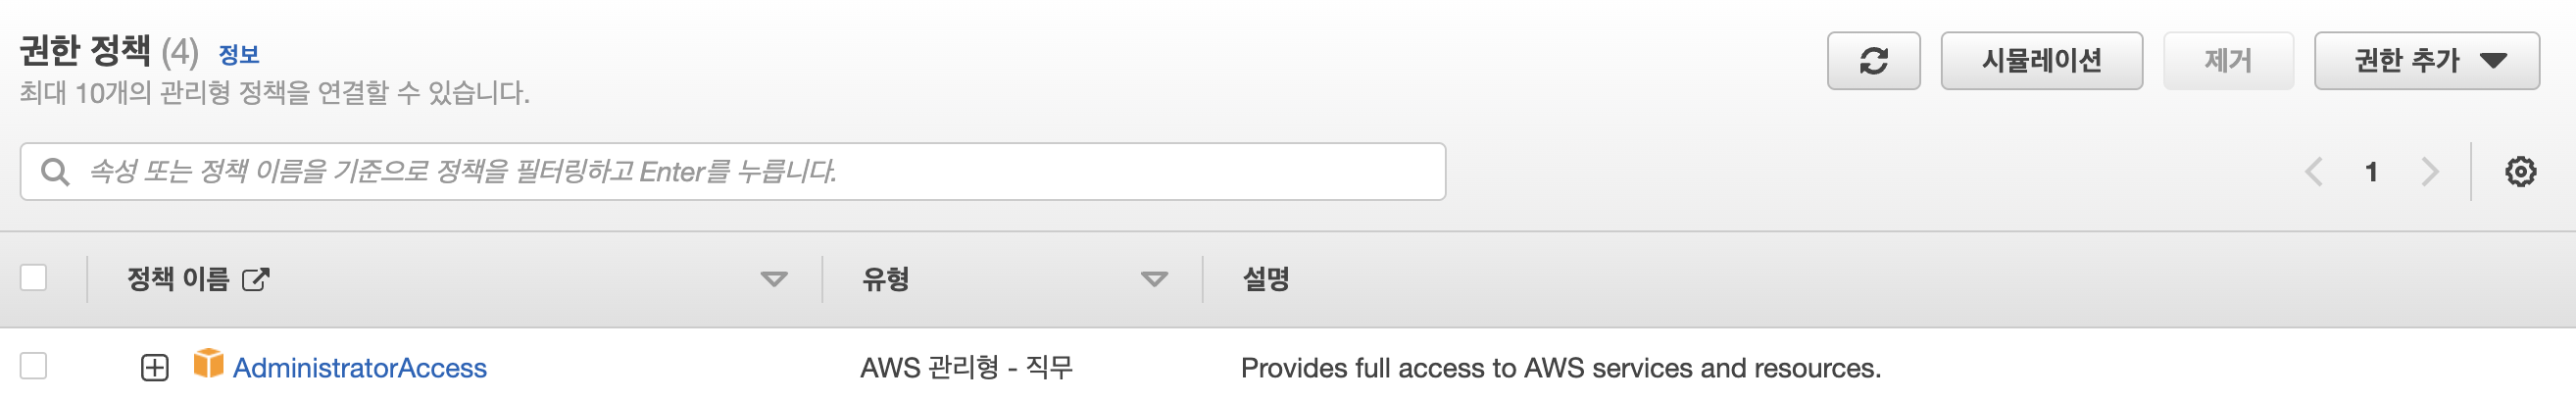 권한 정책 (4) 정보
최대 10개의 관리형 정책을 연결할 수 있습니다.
시뮬레이션
제거
권한 추가
속성 또는 정책 이름을 기준으로 정책을 필터링하고 Enter를 누릅니다.
1
정책 이름 유형 설명
AdministratorAccess AWS 관리형 - 직무 Provides full access to AWS services and resources.